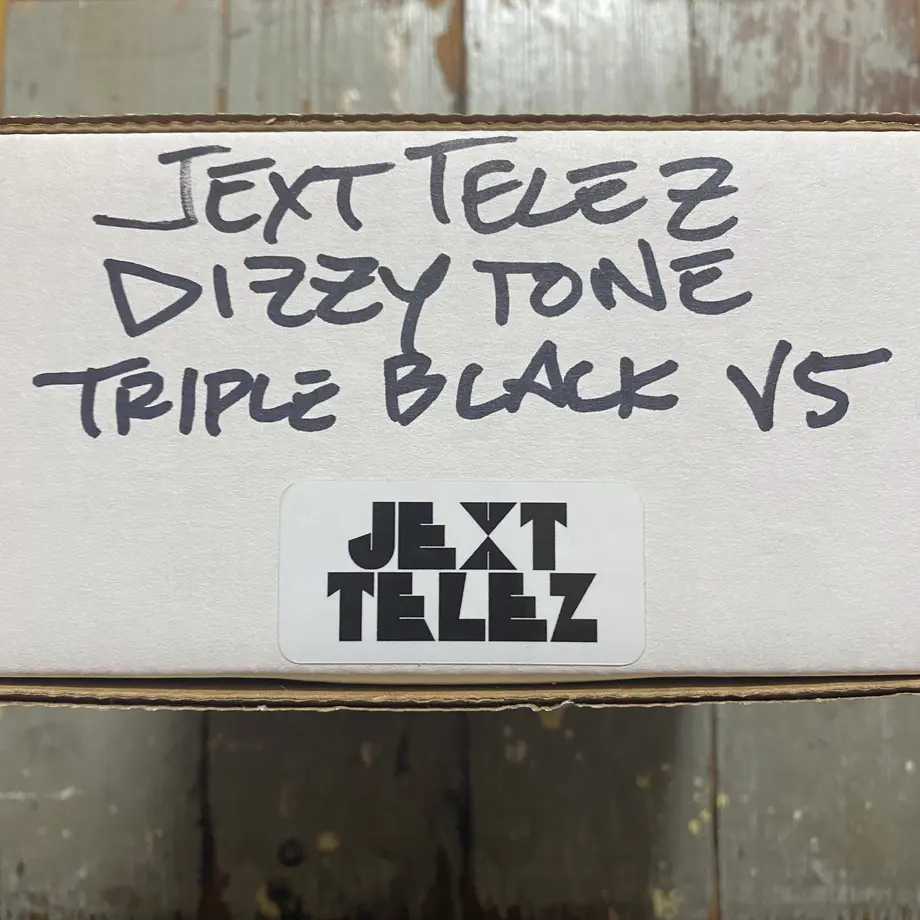 JEXT TELEZ
DIZZY TONE
TRIPLE BLACK V5
JEXT
TELEZ